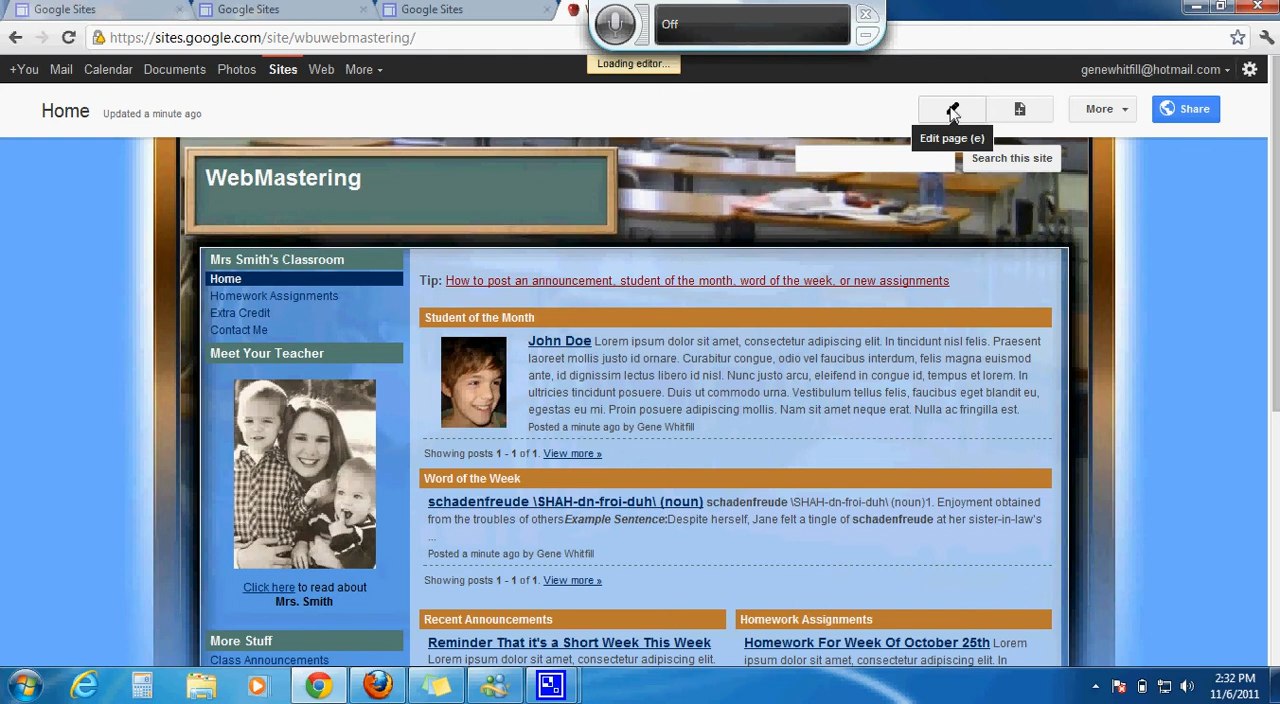 Google Sites
Google Sites
Google Sites
Off
https://sites.google.com/site/wbuwebmastering/
+You Mail Calendar Documents Photos Sites Web More
Loading editor...
genewhitfill@hotmail.com
Home Updated a minute ago
More
Share
Edit page (e)
WebMastering
Search this site
Mrs Smith's Classroom
Home
Homework Assignments
Extra Credit
Contact Me
Meet Your Teacher
Click here to read about
Mrs. Smith
More Stuff
Class Announcements
Tip: How to post an announcement, student of the month, word of the week, or new assignments
Student of the Month
John Doe Lorem ipsum dolor sit amet, consectetur adipiscing elit. In tincidunt nisl felis. Praesent
laoreet mollis justo id ornare. Curabitur congue, odio vel faucibus interdum, felis magna euismod
ante, id dignissim lectus libero id nisl. Nunc justo arcu, eleifend in congue id, tempus et lorem. In
ultricies tincidunt posuere. Duis ut commodo urna. Vestibulum tellus felis, faucibus eget blandit eu,
egestas eu mi. Proin posuere adipiscing mollis. Nam sit amet neque erat. Nulla ac fringilla est.
Posted a minute ago by Gene Whitfill
Showing posts 1 - 1 of 1. View more »
Word of the Week
schadenfreude \SHAH-dn-froi-duh\ (noun) schadenfreude \SHAH-dn-froi-duh\ (noun)1. Enjoyment obtained
from the troubles of othersExample Sentence:Despite herself, Jane felt a tingle of schadenfreude at her sister-in-law's
...
Posted a minute ago by Gene Whitfill
Showing posts 1 - 1 of 1. View more »
Recent Announcements
Reminder That it's a Short Week This Week
Lorem ipsum dolor sit amet, consectetur adipiscing elit.
Homework Assignments
Homework For Week Of October 25th Lorem
ipsum dolor sit amet, consectetur adipiscing elit. In
2:32 PM
11/6/2011